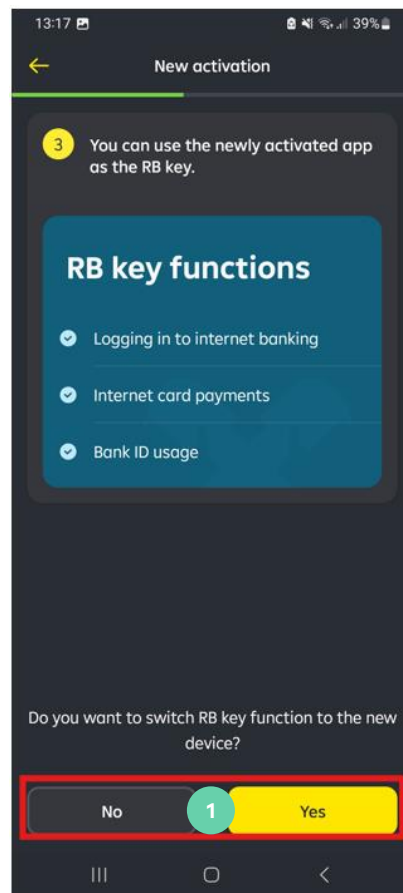 13:17
39%
New activation
3
You can use the newly activated app
as the RB key.
RB key functions
Logging in to internet banking
Internet card payments
Bank ID usage
Do you want to switch RB key function to the new
device?
No
1
Yes